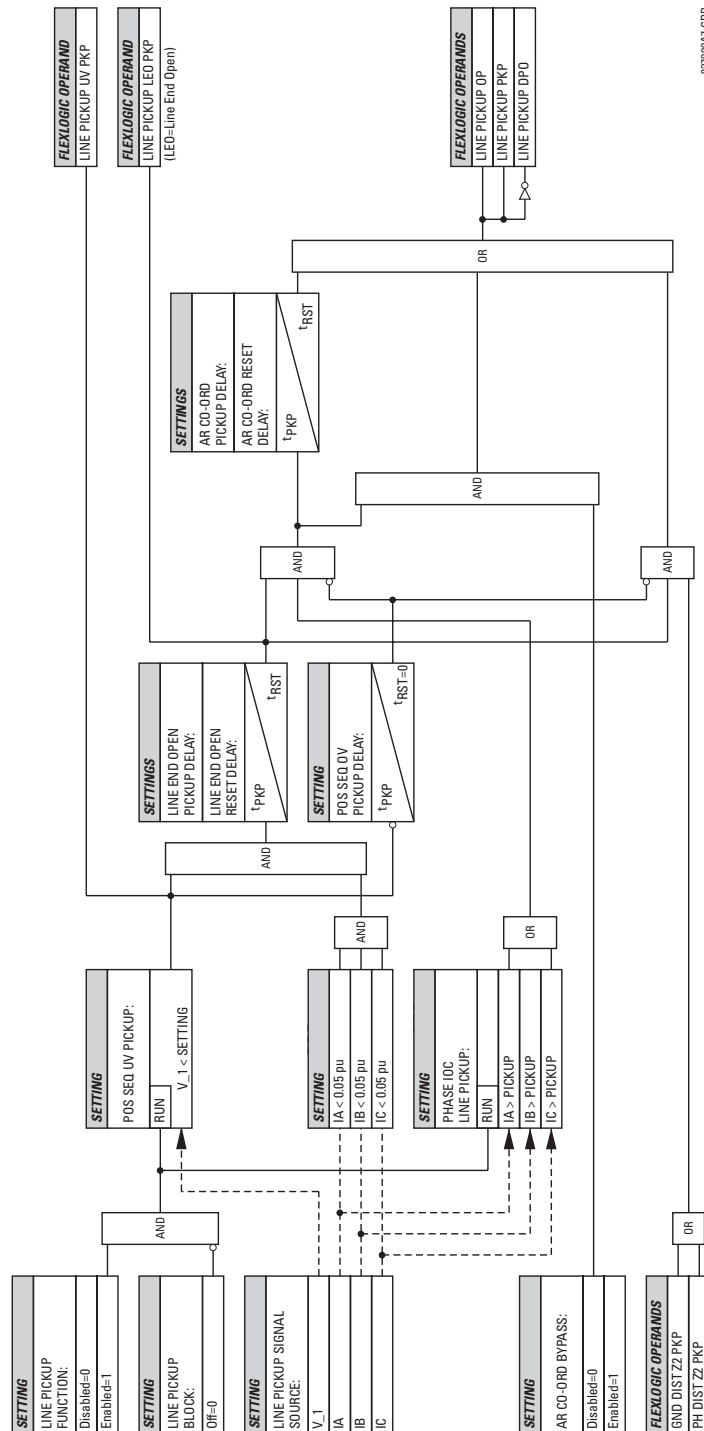 SETTING
LINE PICKUP
FUNCTION:
Disabled=0
Enabled=1
SETTING
LINE PICKUP
BLOCK:
Off=0
SETTING
LINE PICKUP SIGNAL
SOURCE:
V_1
IA
IB
IC
SETTING
AR CO-ORD BYPASS:
Disabled=0
Enabled=1
FLEXLOGIC OPERANDS
GND DIST Z2 PKP
PH DIST Z2 PKP
AND
OR
SETTING
POS SEQ UV PICKUP:
RUN
V_1 < SETTING
SETTING
IA < 0.05 pu
IB < 0.05 pu
IC < 0.05 pu
SETTING
PHASE IOC
LINE PICKUP:
RUN
IA > PICKUP
IB > PICKUP
IC > PICKUP
AND
AND
OR
SETTINGS
LINE END OPEN
PICKUP DELAY:
LINE END OPEN
RESET DELAY:
tPKP
tRST
SETTING
POS SEQ OV
PICKUP DELAY:
tPKP
tRST=0
AND
AND
AND
SETTINGS
AR CO-ORD
PICKUP DELAY:
AR CO-ORD RESET
DELAY:
tPKP
tRST
OR
FLEXLOGIC OPERAND
LINE PICKUP UV PKP
FLEXLOGIC OPERAND
LINE PICKUP LEO PKP
(LEO=Line End Open)
FLEXLOGIC OPERANDS
LINE PICKUP OP
LINE PICKUP PKP
LINE PICKUP DPO